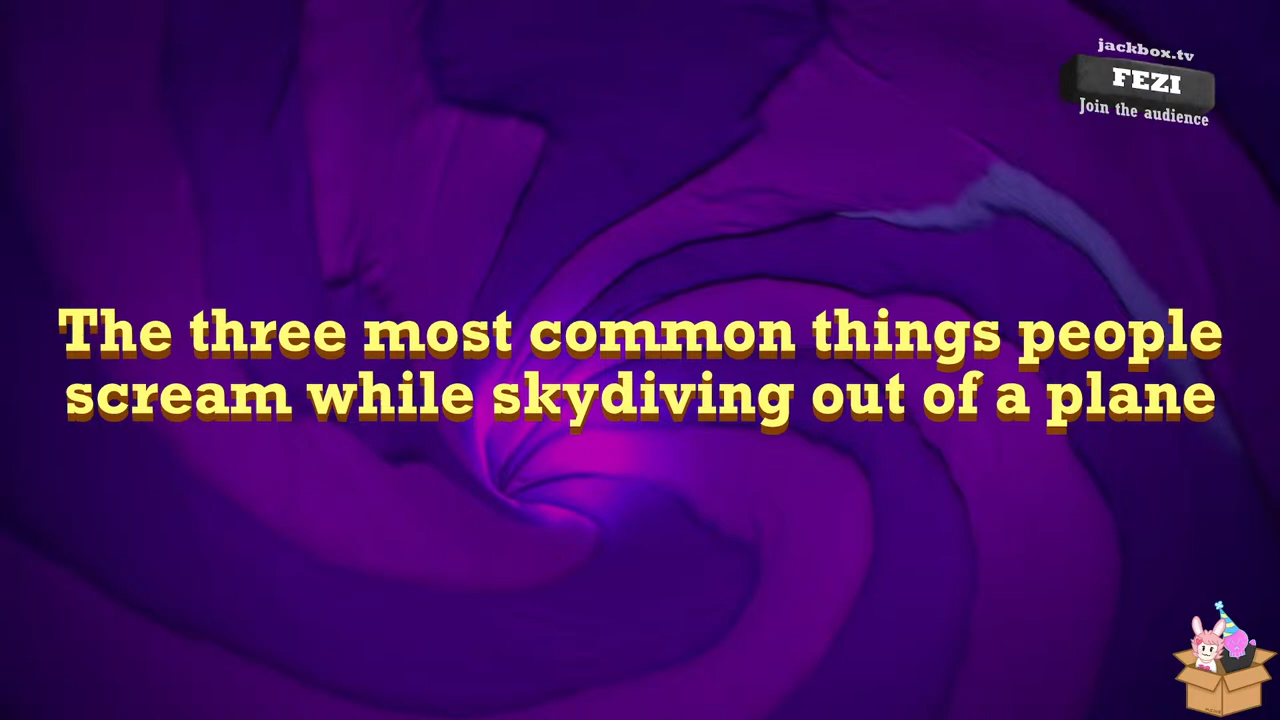 jackbox.tv
FEZI
Join the audience
The three most common things people
scream while skydiving out of a plane